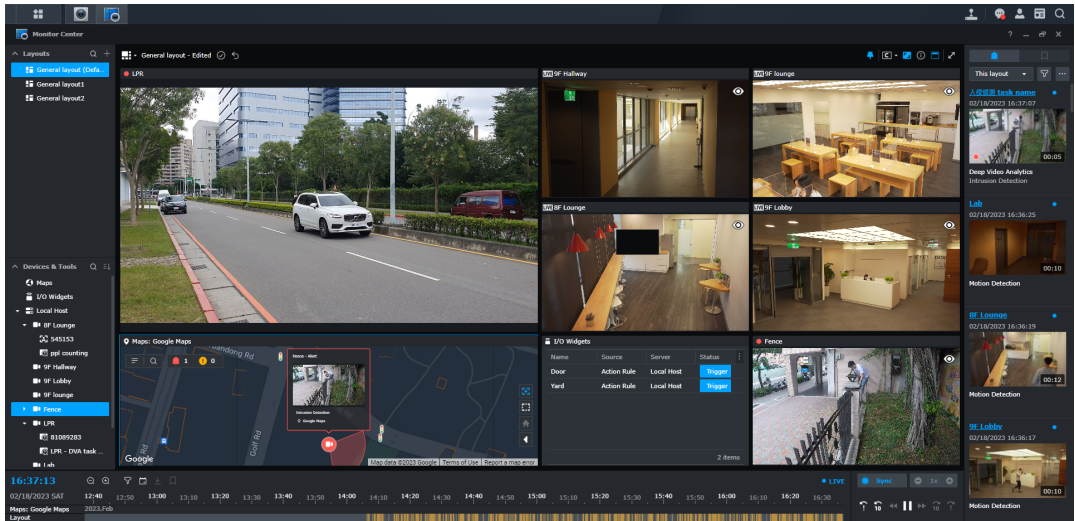 Monitor Center
Layouts
General layout (Defa...
General layout1
General layout2
General layout - Edited
LPR
LIVE 9F Hallway
LIVE 9F lounge
LIVE 8F Lounge
LIVE 9F Lobby
This layout
入侵偵測 task name
02/18/2023 16:37:07
00:05
Deep Video Analytics
Intrusion Detection
Lab
02/18/2023 16:36:25
00:10
Motion Detection
8F Lounge
02/18/2023 16:36:19
00:12
Motion Detection
9F Lobby
02/18/2023 16:36:17
00:10
Motion Detection
Devices & Tools
Maps
I/O Widgets
Local Host
8F Lounge
545153
ppl counting
9F Hallway
9F Lobby
9F lounge
Fence
LPR
81089283
LPR - DVA task ...
Lab
Maps: Google Maps
1
0
Fence - Alert
Intrusion Detection
Google Maps
Golf Rd
Google
Map data ©2023 Google
Terms of Use
Report a map error
I/O Widgets
Name Source Server Status
Door Action Rule Local Host Trigger
Yard Action Rule Local Host Trigger
2 items
Fence
16:37:13
LIVE
Sync
1x
02/18/2023 SAT
12:40 12:50 13:00 13:10 13:20 13:30 13:40 13:50 14:00 14:10 14:20 14:30 14:40 14:50 15:00 15:10 15:20 15:30 15:40 15:50 16:00 16:10 16:20 16:30
10
10
Maps: Google Maps
2023.Feb
Layout